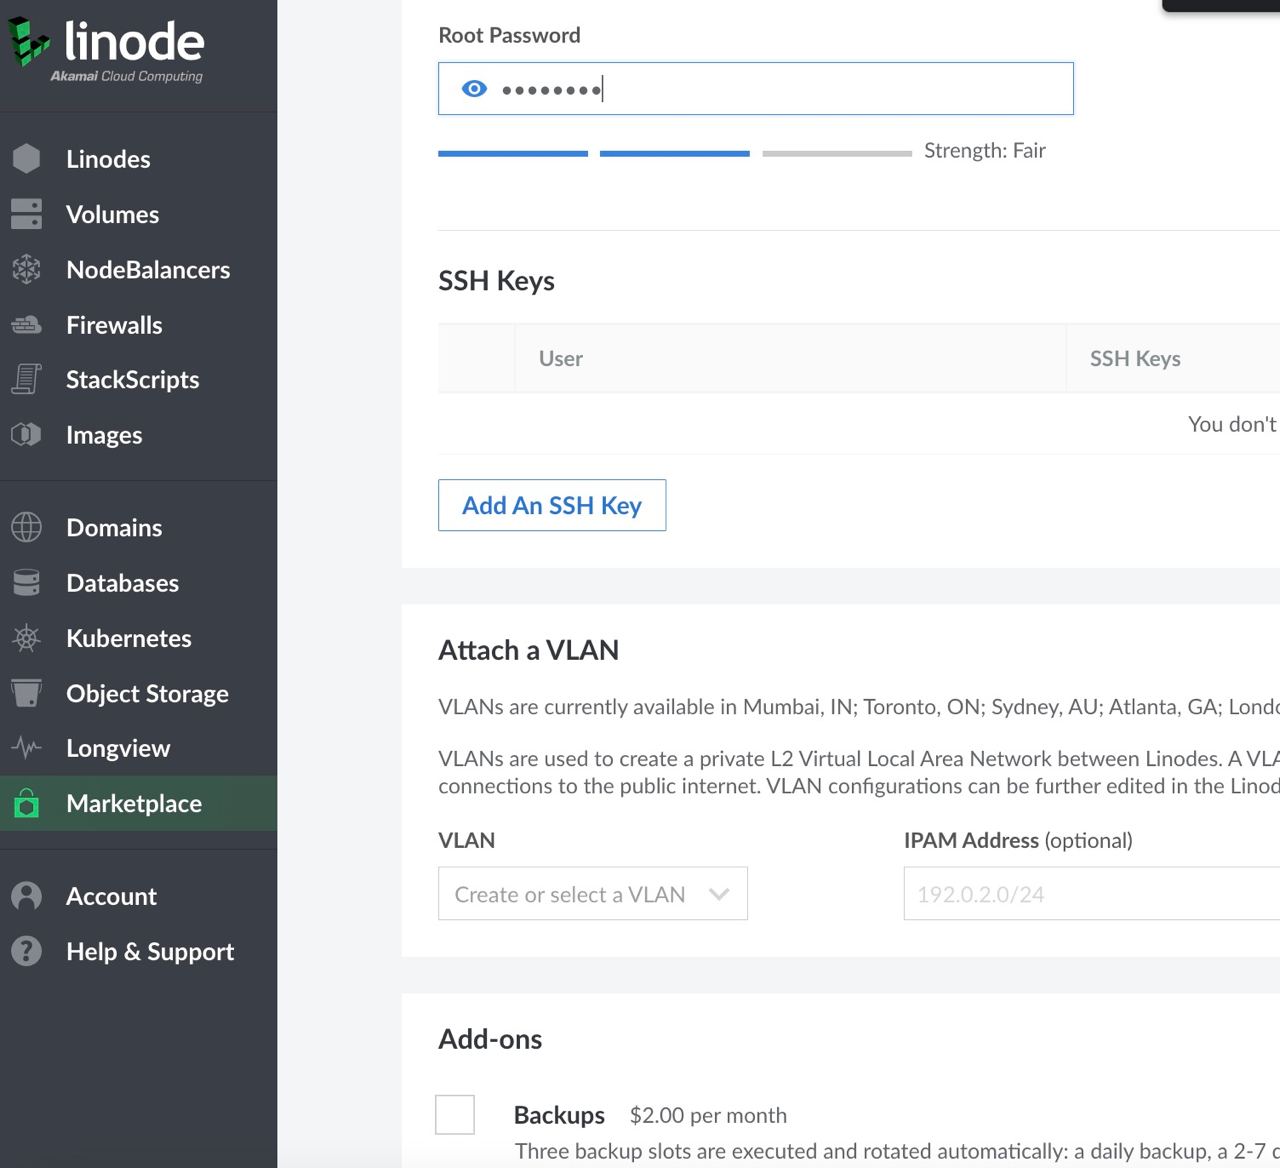 linode
Akamai Cloud Computing
Linodes
Volumes
NodeBalancers
Firewalls
StackScripts
Images
Domains
Databases
Kubernetes
Object Storage
Longview
Marketplace
Account
Help & Support
Root Password
••••••••
Strength: Fair
SSH Keys
User SSH Keys
You don't
Add An SSH Key
Attach a VLAN
VLANs are currently available in Mumbai, IN; Toronto, ON; Sydney, AU; Atlanta, GA;
VLANs are used to create a private L2 Virtual Local Area Network between Linodes. A
connections to the public internet. VLAN configurations can be further edited in the
VLAN IPAM Address (optional)
Create or select a VLAN 192.0.2.0/24
Add-ons
Backups $2.00 per month
Three backup slots are executed and rotated automatically: a daily backup, a 2-7